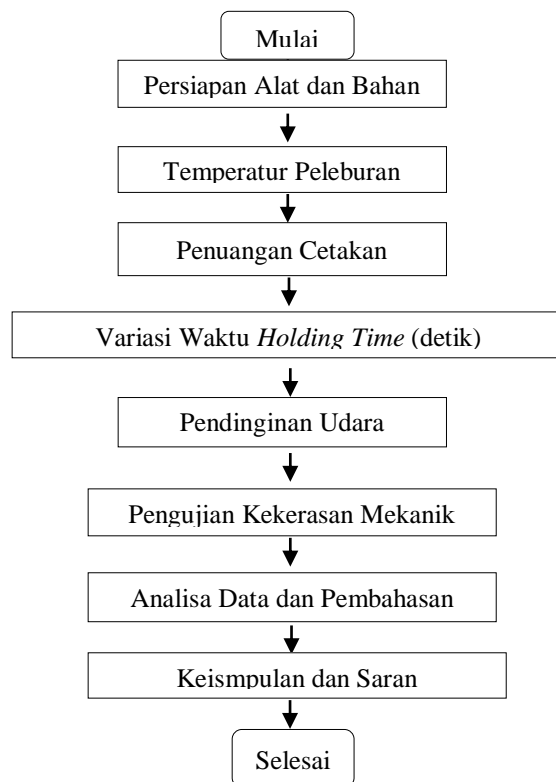 Mulai
Persiapan Alat dan Bahan
Temperatur Peleburan
Penuangan Cetakan
Variasi Waktu Holding Time (detik)
Pendinginan Udara
Pengujian Kekerasan Mekanik
Analisa Data dan Pembahasan
Keismpulan dan Saran
Selesai